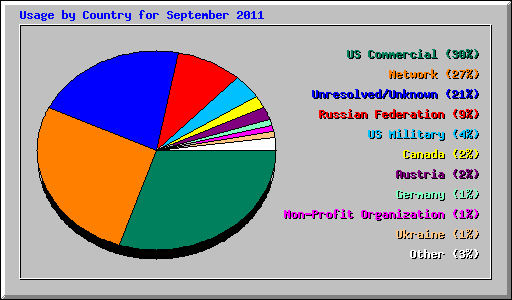 Usage by Country for September 2011
US Commercial (30%)
Network (27%)
Unresolved/Unknown (21%)
Russian Federation (9%)
US Military (4%)
Canada (2%)
Austria (2%)
Germany (1%)
Non-Profit Organization (1%)
Ukraine (1%)
Other (3%)